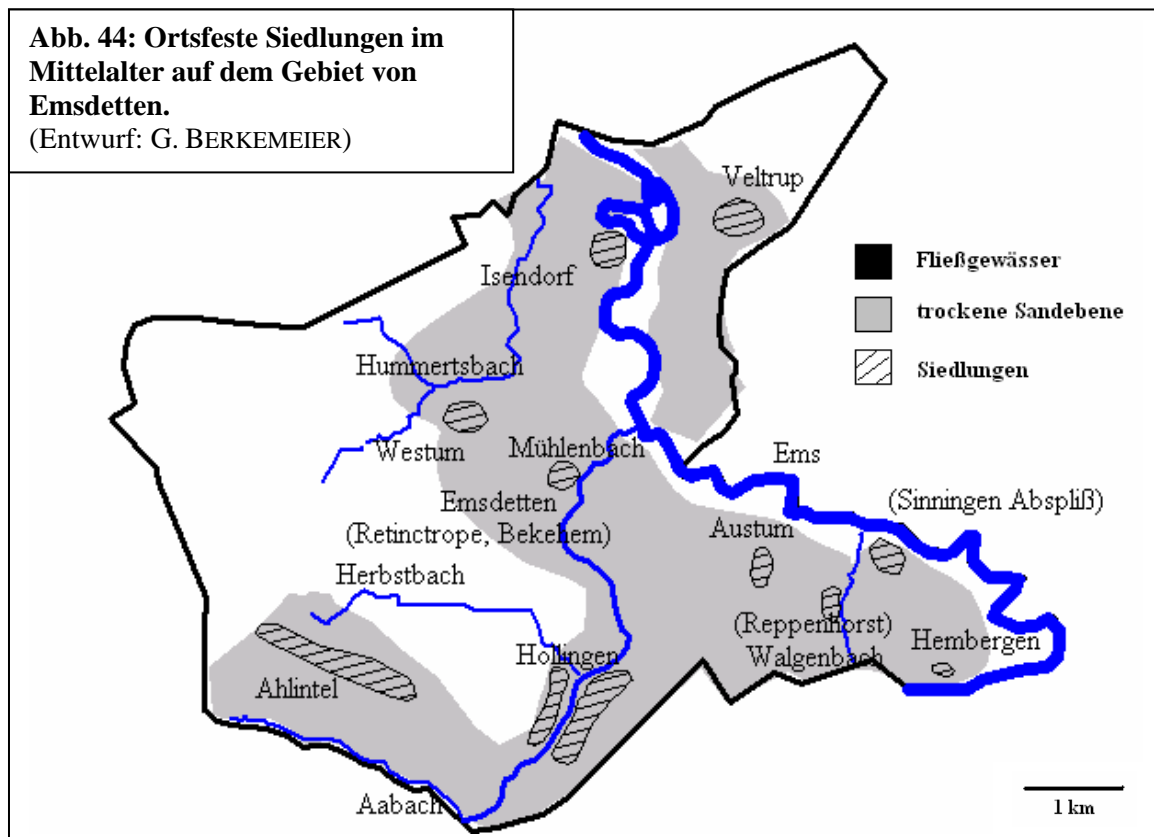 Abb. 44: Ortsfeste Siedlungen im
Mittelalter auf dem Gebiet von
Emsdetten.
(Entwurf: G. BERKEMEIER)
Veltrup
Isendorf
Fließgewässer
trockene Sandebene
Siedlungen
Hummertsbach
Westum
Mühlenbach
Ems
Emsdetten
(Retinctrope, Bekehem)
(Sinningen Abspliß)
Austum
Herbstbach
(Reppenhorst)
Walgenbach
Hembergen
Hollingen
Ahlintel
Aabach
1 km